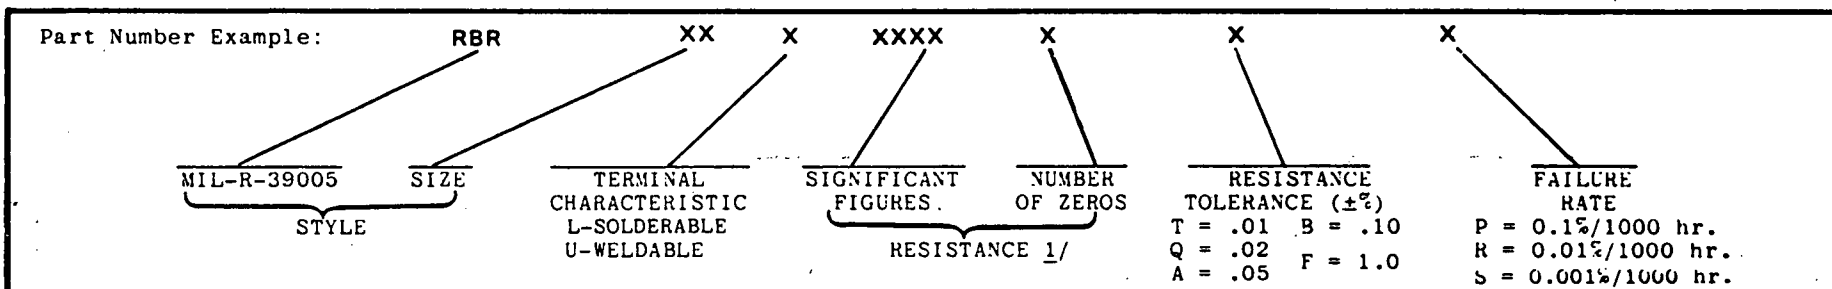 Part Number Example: RBR XX X XXXX X X X
MIL-R-39005 SIZE TERMINAL SIGNIFICANT NUMBER RESISTANCE FAILURE
CHARACTERISTIC FIGURES. OF ZEROS TOLERANCE (±%) RATE
STYLE L-SOLDERABLE T = .01 B = .10 P = 0.1%/1000 hr.
U-WELDABLE RESISTANCE 1/ Q = .02 F = 1.0 R = 0.01%/1000 hr.
A = .05 S = 0.001%/1000 hr.